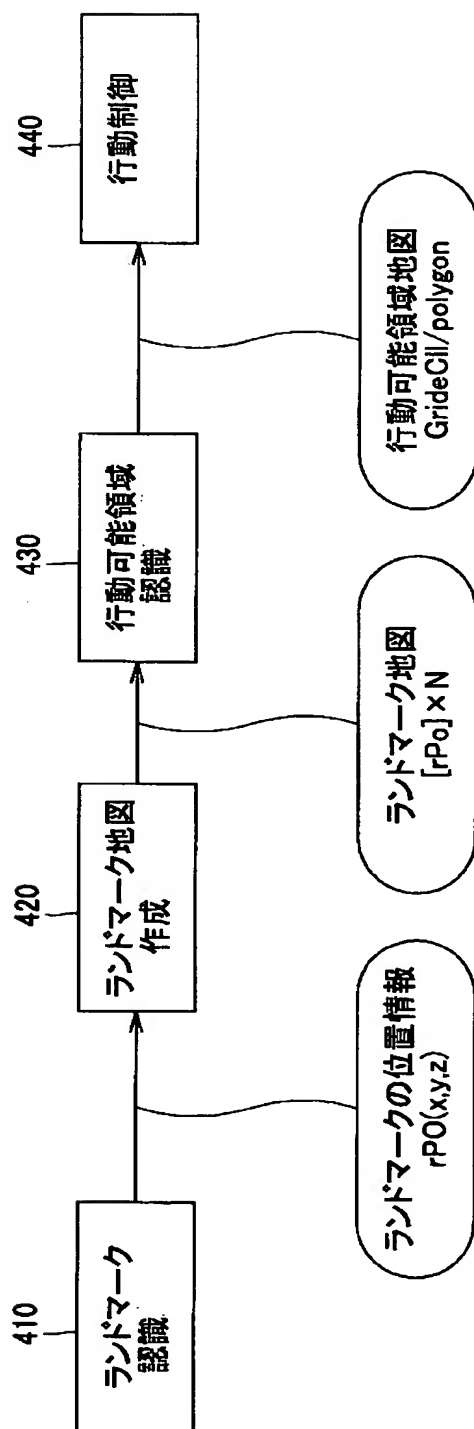 410
ランドマーク
認識
420
ランドマーク地図
作成
430
行動可能領域
認識
440
行動制御
ランドマークの位置情報
rPO(x,y,z)
ランドマーク地図
[rPo]×N
行動可能領域地図
GrideCll/polygon